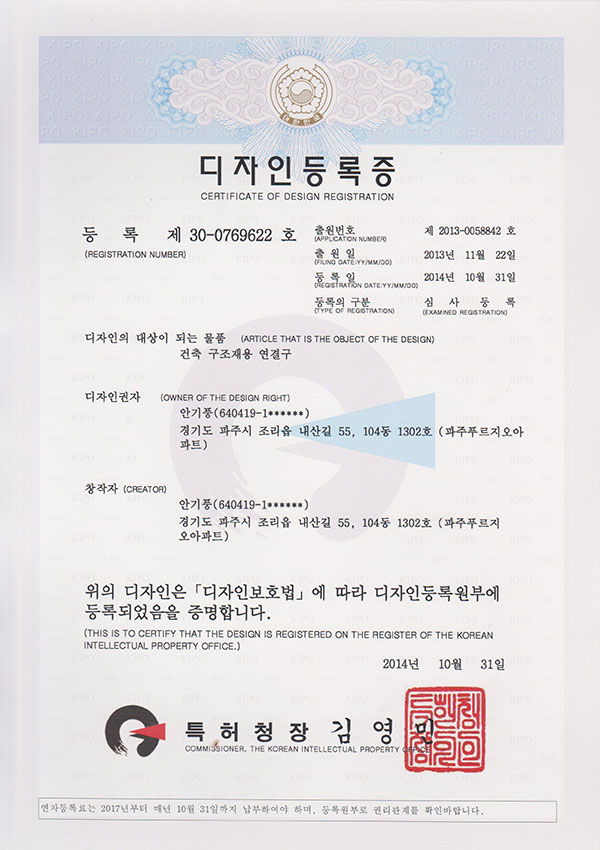 디자인등록증
CERTIFICATE OF DESIGN REGISTRATION
등 록 제 30-0769622 호
(REGISTRATION NUMBER)
출원번호 제 2013-0058842 호
(APPLICATION NUMBER)
출 원 일 2013년 11월 22일
(FILING DATE:YY/MM/DD)
등 록 일 2014년 10월 31일
(REGISTRATION DATE:YY/MM/DD)
등록의 구분 심 사 등 록
(TYPE OF REGISTRATION) (EXAMINED REGISTRATION)
디자인의 대상이 되는 물품 (ARTICLE THAT IS THE OBJECT OF THE DESIGN)
건축 구조재용 연결구
디자인권자 (OWNER OF THE DESIGN RIGHT)
안기풍(640419-1******)
경기도 파주시 조리읍 내산길 55, 104동 1302호 (파주푸르지오아
파트)
창작자 (CREATOR)
안기풍(640419-1******)
경기도 파주시 조리읍 내산길 55, 104동 1302호 (파주푸르지
오아파트)
위의 디자인은 「디자인보호법」에 따라 디자인등록원부에
등록되었음을 증명합니다.
(THIS IS TO CERTIFY THAT THE DESIGN IS REGISTERED ON THE REGISTER OF THE KOREAN
INTELLECTUAL PROPERTY OFFICE.)
2014년 10월 31일
특허청장 김영민
COMMISSIONER, THE KOREAN INTELLECTUAL PROPERTY OFFICE
연차등록료는 2017년부터 매년 10월 31일까지 납부하여야 하며, 등록원부로 권리관계를 확인바랍니다.